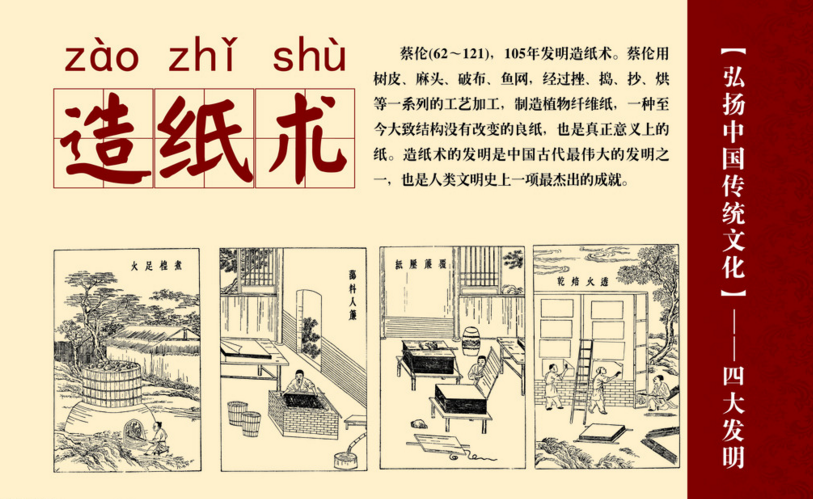 zào zhǐ shù
造纸术
蔡伦(62～121)，105年发明造纸术。蔡伦用
树皮、麻头、破布、鱼网，经过挫、捣、抄、烘
等一系列的工艺加工，制造植物纤维纸，一种至
今大致结构没有改变的良纸，也是真正意义上的
纸。造纸术的发明是中国古代最伟大的发明之
一，也是人类文明史上一项最杰出的成就。
火足楻煮
荡料入簾
紙壓簾覆
乾焙火透
【弘扬中国传统文化】——四大发明